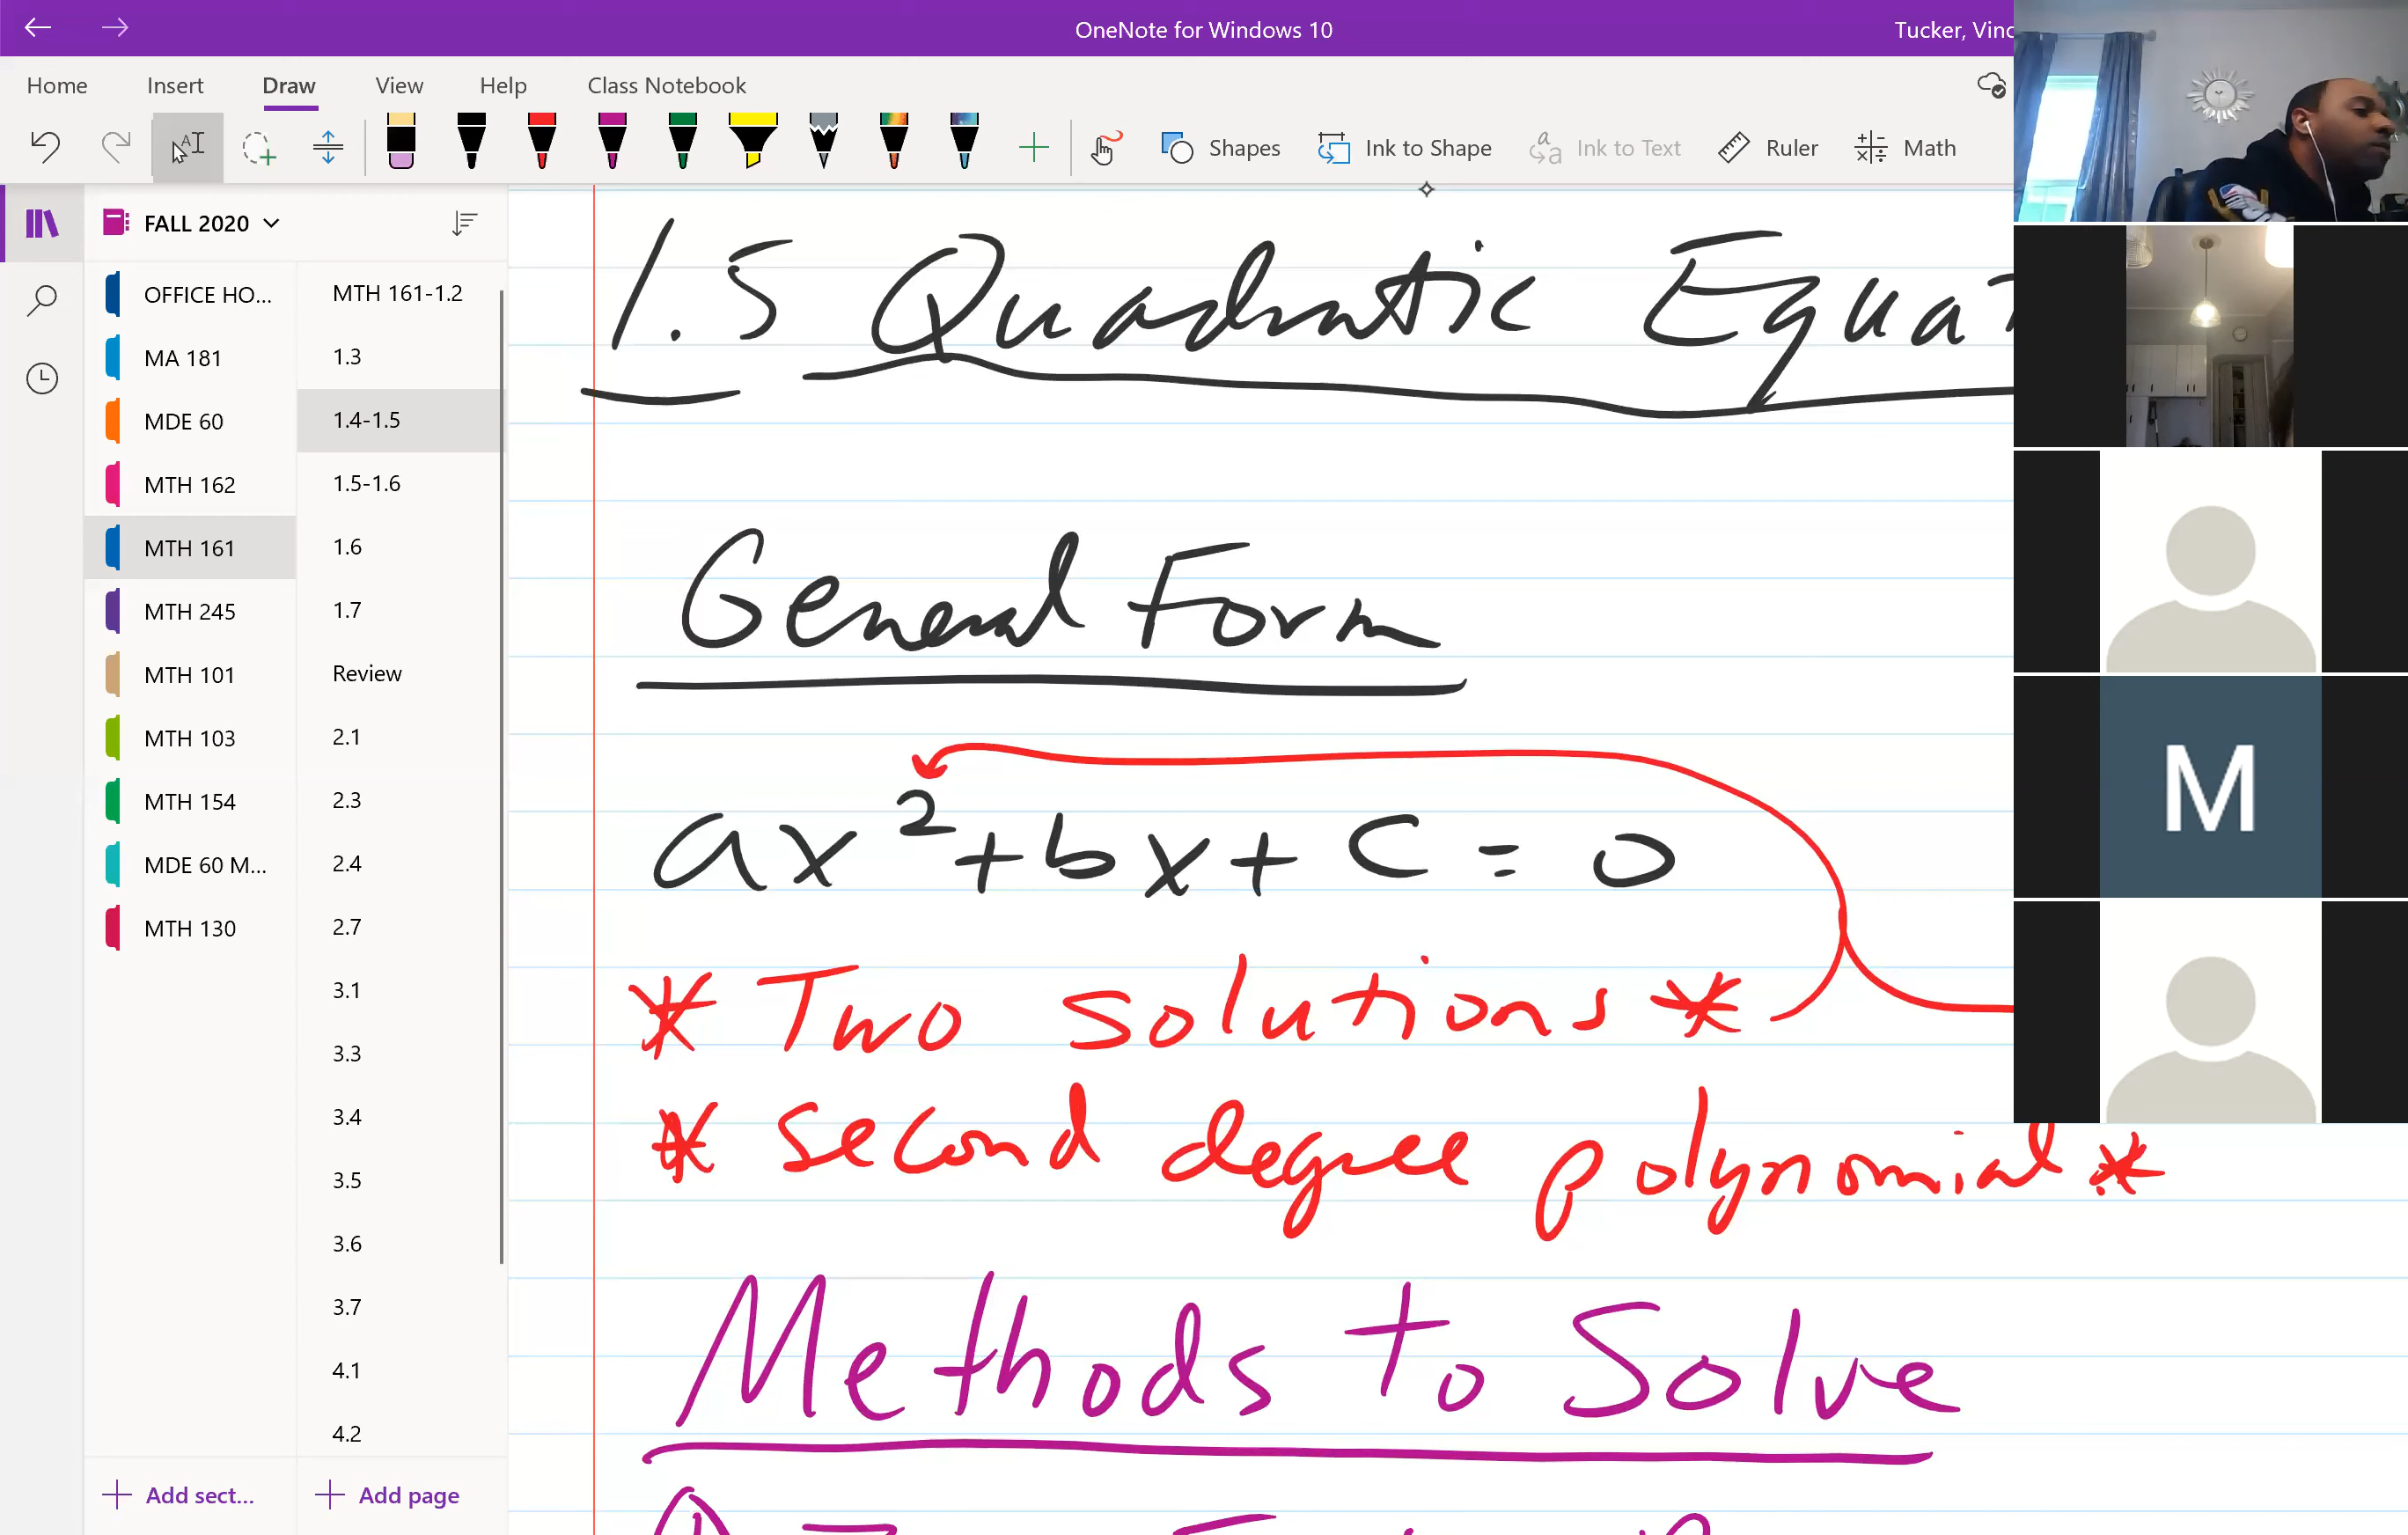 OneNote for Windows 10
Tucker, Vinc
Home Insert Draw View Help Class Notebook
Shapes Ink to Shape Ink to Text Ruler Math
FALL 2020
OFFICE HO...
MA 181
MDE 60
MTH 162
MTH 161
MTH 245
MTH 101
MTH 103
MTH 154
MDE 60 M...
MTH 130
Add sect...
MTH 161-1.2
1.3
1.4-1.5
1.5-1.6
1.6
1.7
Review
2.1
2.3
2.4
2.7
3.1
3.3
3.4
3.5
3.6
3.7
4.1
4.2
Add page
1.5 Quadratic Equat
General Form
ax²+bx+c=0
* Two solutions *
* second degree polynomial *
Methods to Solve
M